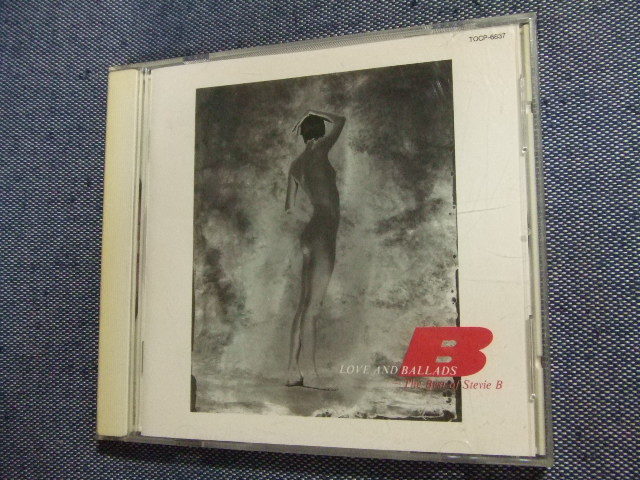 TOCP-6637
B
LOVE AND BALLADS
The Best of Stevie B